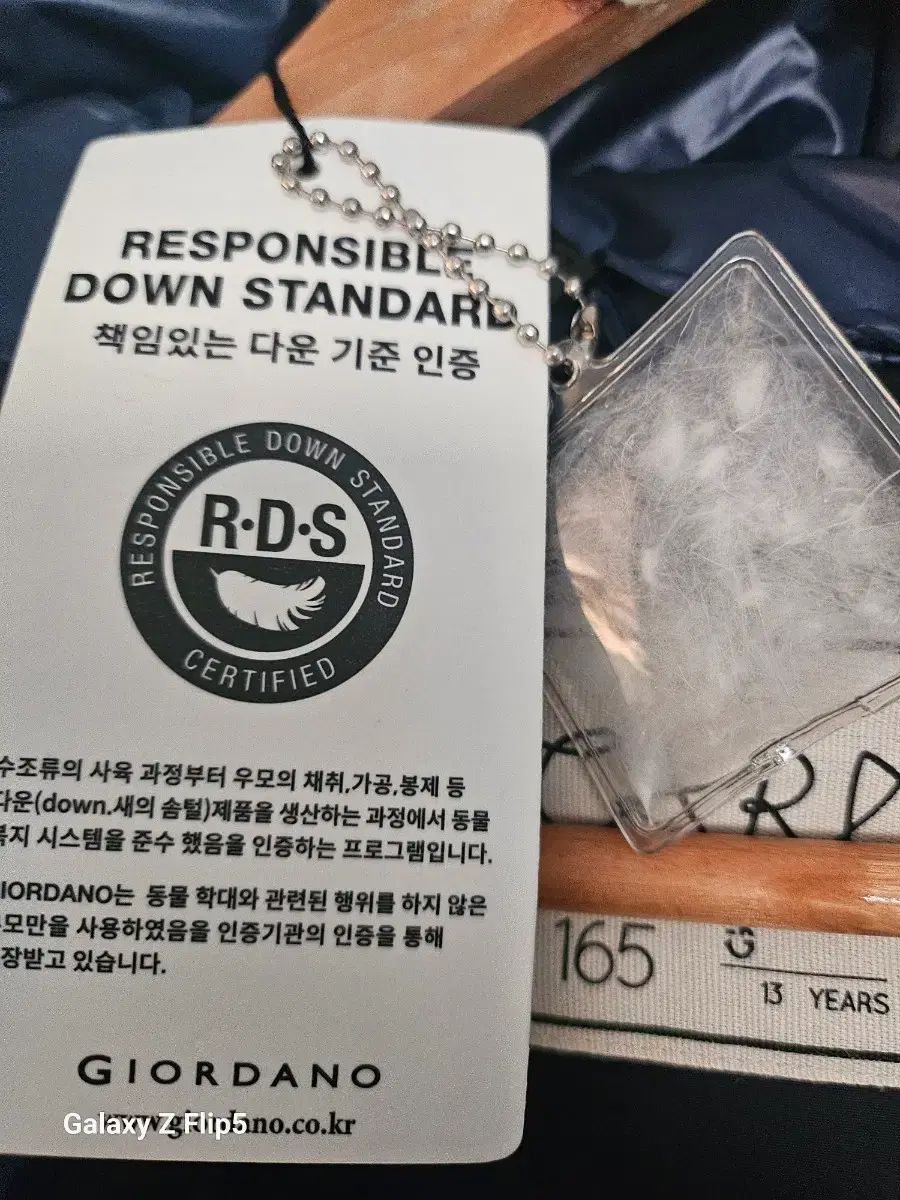 RESPONSIBLE
DOWN STANDARD
책임있는 다운 기준 인증
RESPONSIBLE DOWN STANDARD
R·D·S
CERTIFIED
수조류의 사육 과정부터 우모의 채취,가공,봉제 등
다운(down,새의 솜털)제품을 생산하는 과정에서 동물
복지 시스템을 준수 했음을 인증하는 프로그램입니다.
GIORDANO는 동물 학대와 관련된 행위를 하지 않은
우모만을 사용하였음을 인증기관의 인증을 통해
보장받고 있습니다.
GIORDANO
www.giordano.co.kr
Galaxy Z Flip5
RD
165
G
13 YEARS